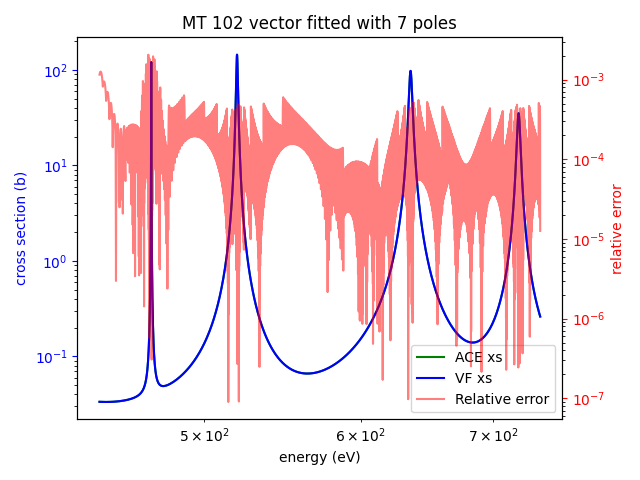 MT 102 vector fitted with 7 poles
10²
10¹
10⁰
10⁻¹
cross section (b)
10⁻³
10⁻⁴
10⁻⁵
10⁻⁶
10⁻⁷
relative error
ACE xs
VF xs
Relative error
5 × 10² 6 × 10² 7 × 10²
energy (eV)